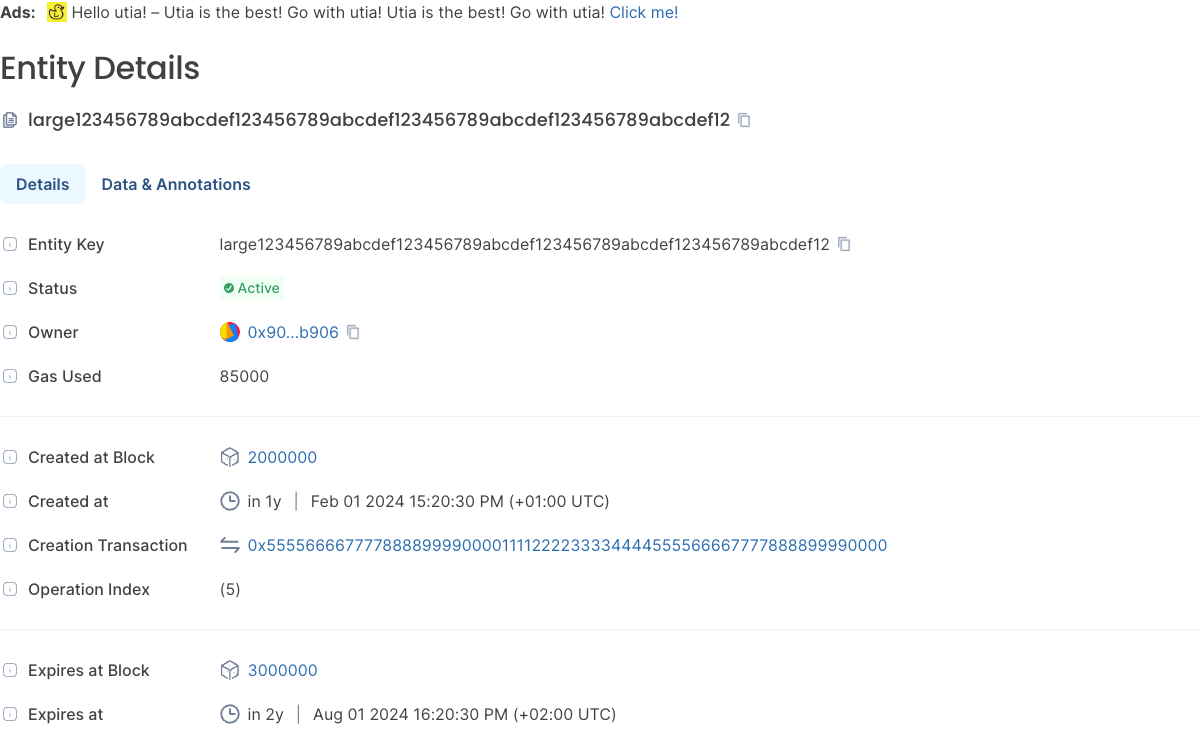 Ads: Hello utia! – Utia is the best! Go with utia! Utia is the best! Go with utia! Click me!
Entity Details
large123456789abcdef123456789abcdef123456789abcdef123456789abcdef12
Details Data & Annotations
Entity Key large123456789abcdef123456789abcdef123456789abcdef123456789abcdef12
Status Active
Owner 0x90...b906
Gas Used 85000
Created at Block 2000000
Created at in 1y | Feb 01 2024 15:20:30 PM (+01:00 UTC)
Creation Transaction 0x5555666677778888999900001111222233334444555566667777888899990000
Operation Index (5)
Expires at Block 3000000
Expires at in 2y | Aug 01 2024 16:20:30 PM (+02:00 UTC)